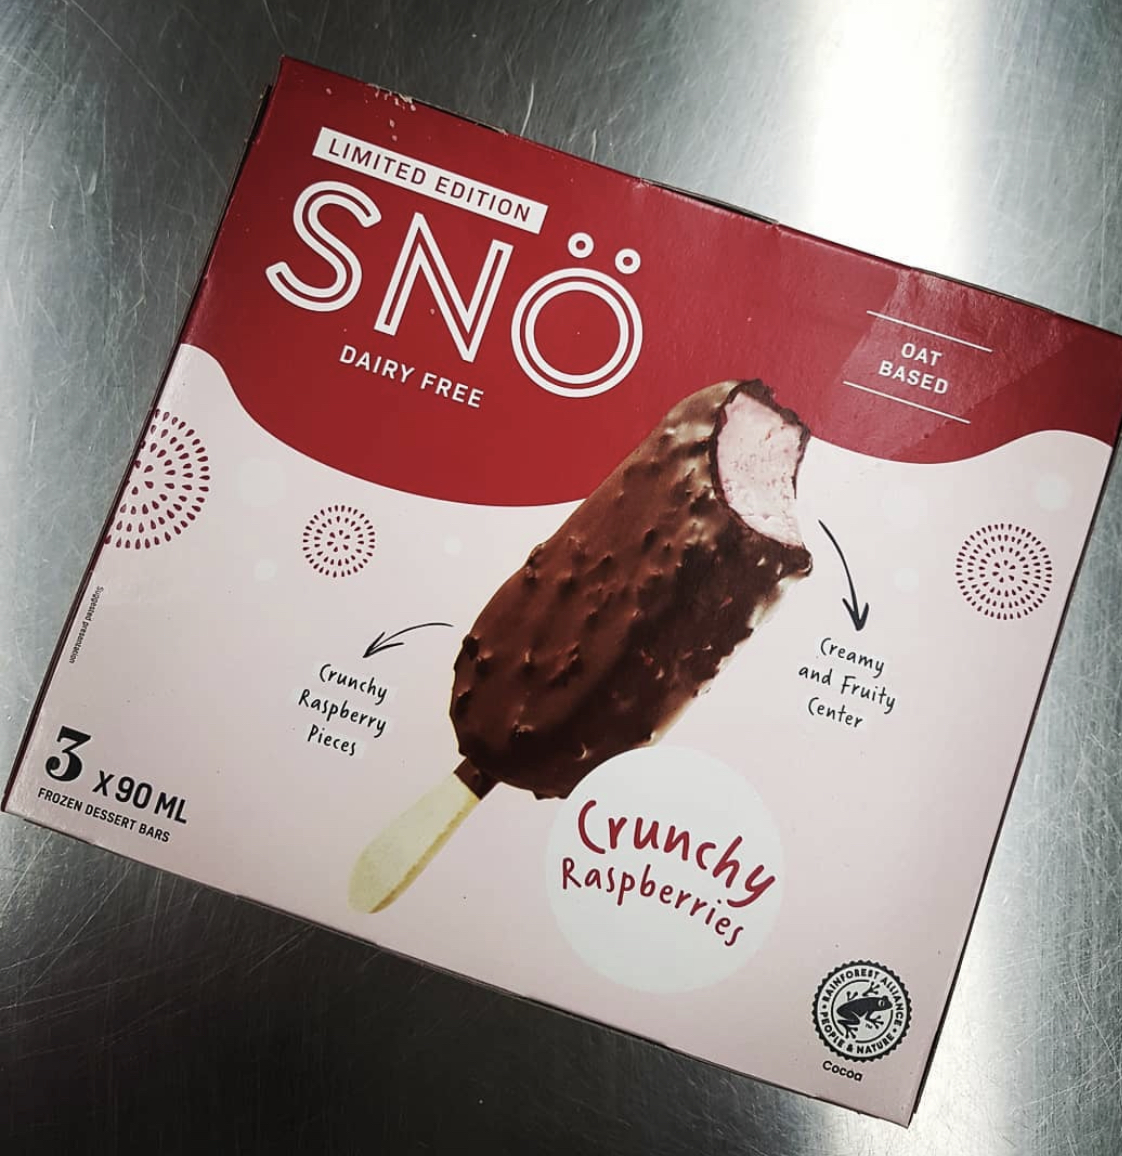 LIMITED EDITION
SNÖ
DAIRY FREE
OAT
BASED
Suggested presentation
Crunchy
Raspberry
Pieces
Creamy
and Fruity
Center
3 x 90 ML
FROZEN DESSERT BARS
Crunchy
Raspberries
RAINFOREST ALLIANCE
PEOPLE & NATURE
Cocoa